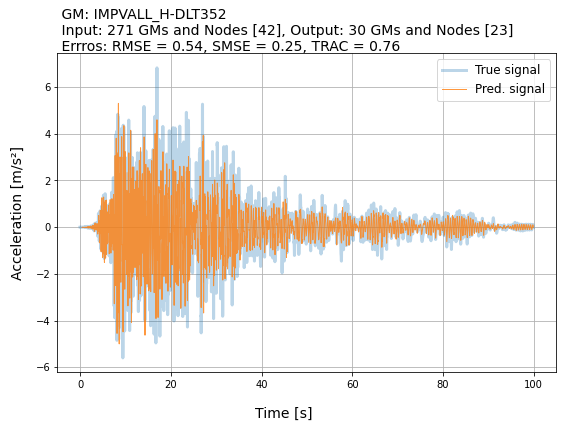 GM: IMPVALL_H-DLT352
Input: 271 GMs and Nodes [42], Output: 30 GMs and Nodes [23]
Errros: RMSE = 0.54, SMSE = 0.25, TRAC = 0.76
True signal
Pred. signal
6
4
2
0
−2
−4
−6
Acceleration [m/s²]
0 20 40 60 80 100
Time [s]